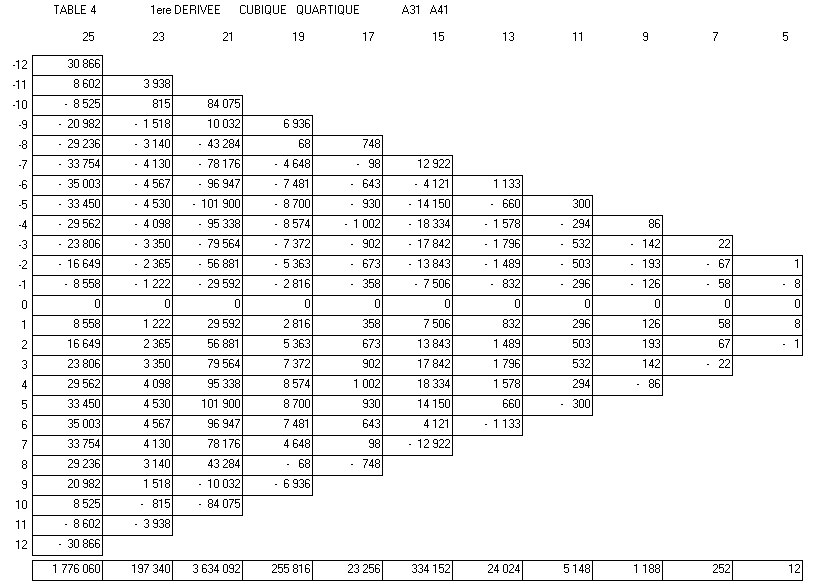 TABLE 4 1ere DERIVEE CUBIQUE QUARTIQUE A31 A41
25 23 21 19 17 15 13 11 9 7 5
-12 30 866
-11 8 602 3 938
-10 - 8 525 815 84 075
-9 - 20 982 - 1 518 10 032 6 936
-8 - 29 236 - 3 140 - 43 284 68 748
-7 - 33 754 - 4 130 - 78 176 - 4 648 - 98 12 922
-6 - 35 003 - 4 567 - 96 947 - 7 481 - 643 - 4 121 1 133
-5 - 33 450 - 4 530 - 101 900 - 8 700 - 930 - 14 150 - 660 300
-4 - 29 562 - 4 098 - 95 338 - 8 574 - 1 002 - 18 334 - 1 578 - 294 86
-3 - 23 806 - 3 350 - 79 564 - 7 372 - 902 - 17 842 - 1 796 - 532 - 142 22
-2 - 16 649 - 2 365 - 56 881 - 5 363 - 673 - 13 843 - 1 489 - 503 - 193 - 67 1
-1 - 8 558 - 1 222 - 29 592 - 2 816 - 358 - 7 506 - 832 - 296 - 126 - 58 - 8
0 0 0 0 0 0 0 0 0 0 0 0
1 8 558 1 222 29 592 2 816 358 7 506 832 296 126 58 8
2 16 649 2 365 56 881 5 363 673 13 843 1 489 503 193 67 - 1
3 23 806 3 350 79 564 7 372 902 17 842 1 796 532 142 - 22
4 29 562 4 098 95 338 8 574 1 002 18 334 1 578 294 - 86
5 33 450 4 530 101 900 8 700 930 14 150 660 - 300
6 35 003 4 567 96 947 7 481 643 4 121 - 1 133
7 33 754 4 130 78 176 4 648 98 - 12 922
8 29 236 3 140 43 284 - 68 - 748
9 20 982 1 518 - 10 032 - 6 936
10 8 525 - 815 - 84 075
11 - 8 602 - 3 938
12 - 30 866
1 776 060 197 340 3 634 092 255 816 23 256 334 152 24 024 5 148 1 188 252 12